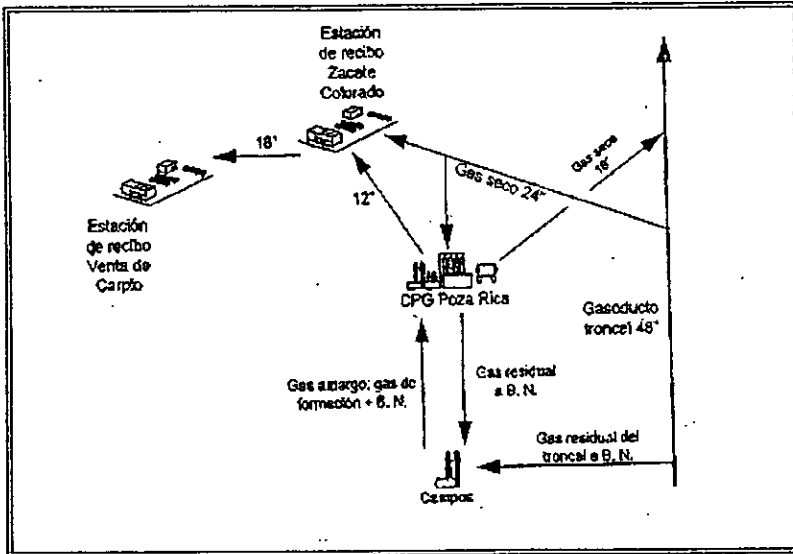 Estación
de recibo
Zacate
Colorado
18"
Estación
de recibo
Venta de
Carpio
12"
Gas seco 24"
Gas seco
18"
CPG Poza Rica
Gasoducto
troncal 48"
Gas amargo; gas de
formación + B. N.
Gas residual
a B. N.
Gas residual del
troncal a B. N.
Campos